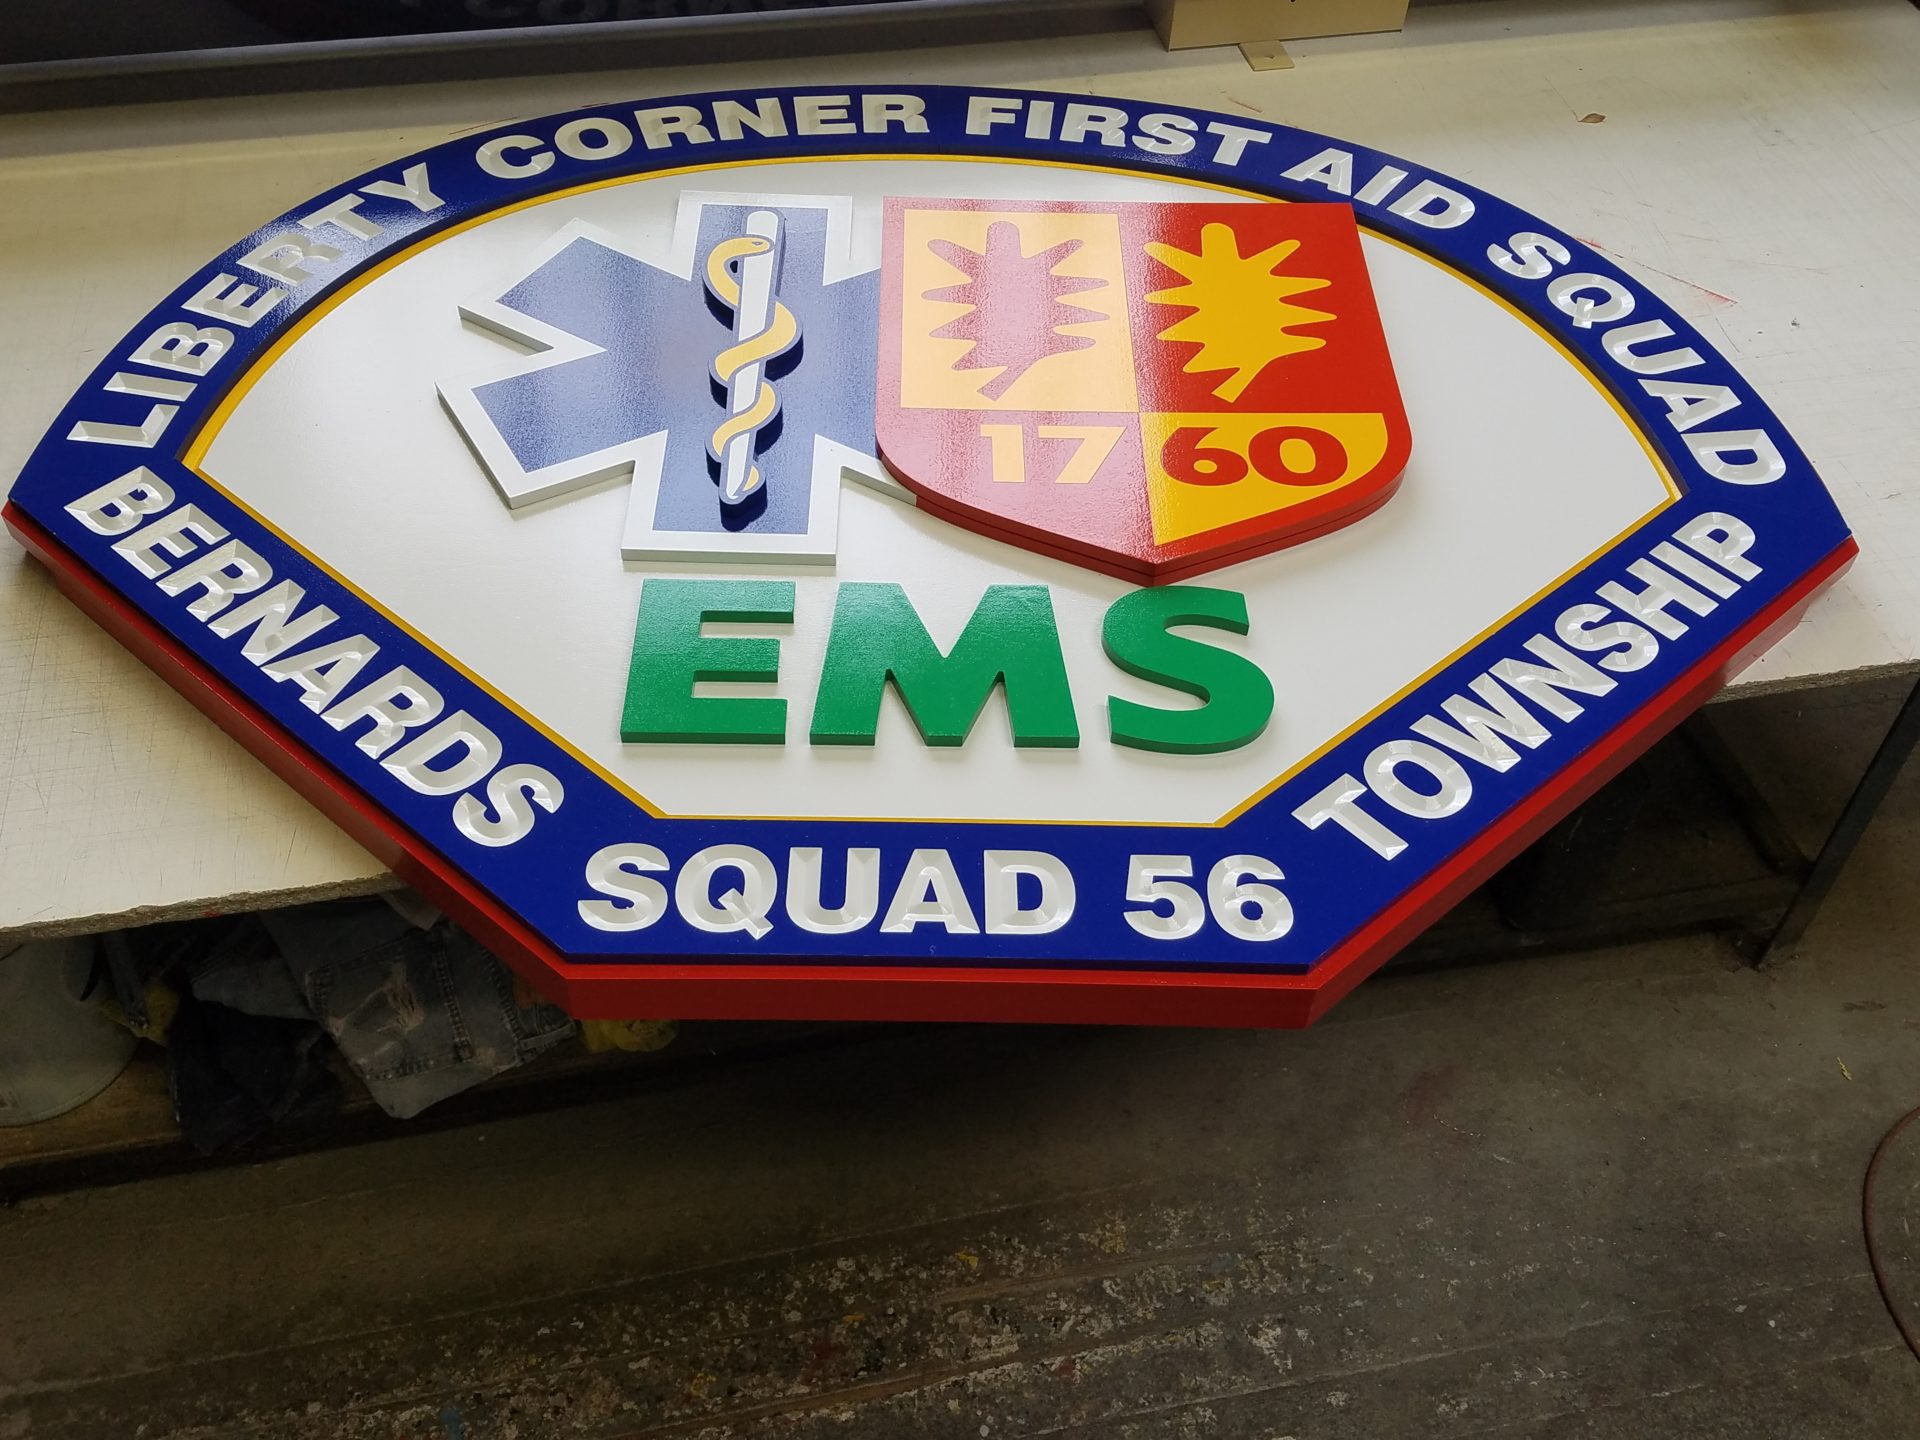 LIBERTY CORNER FIRST AID SQUAD
17 60
EMS
BERNARDS TOWNSHIP
SQUAD 56